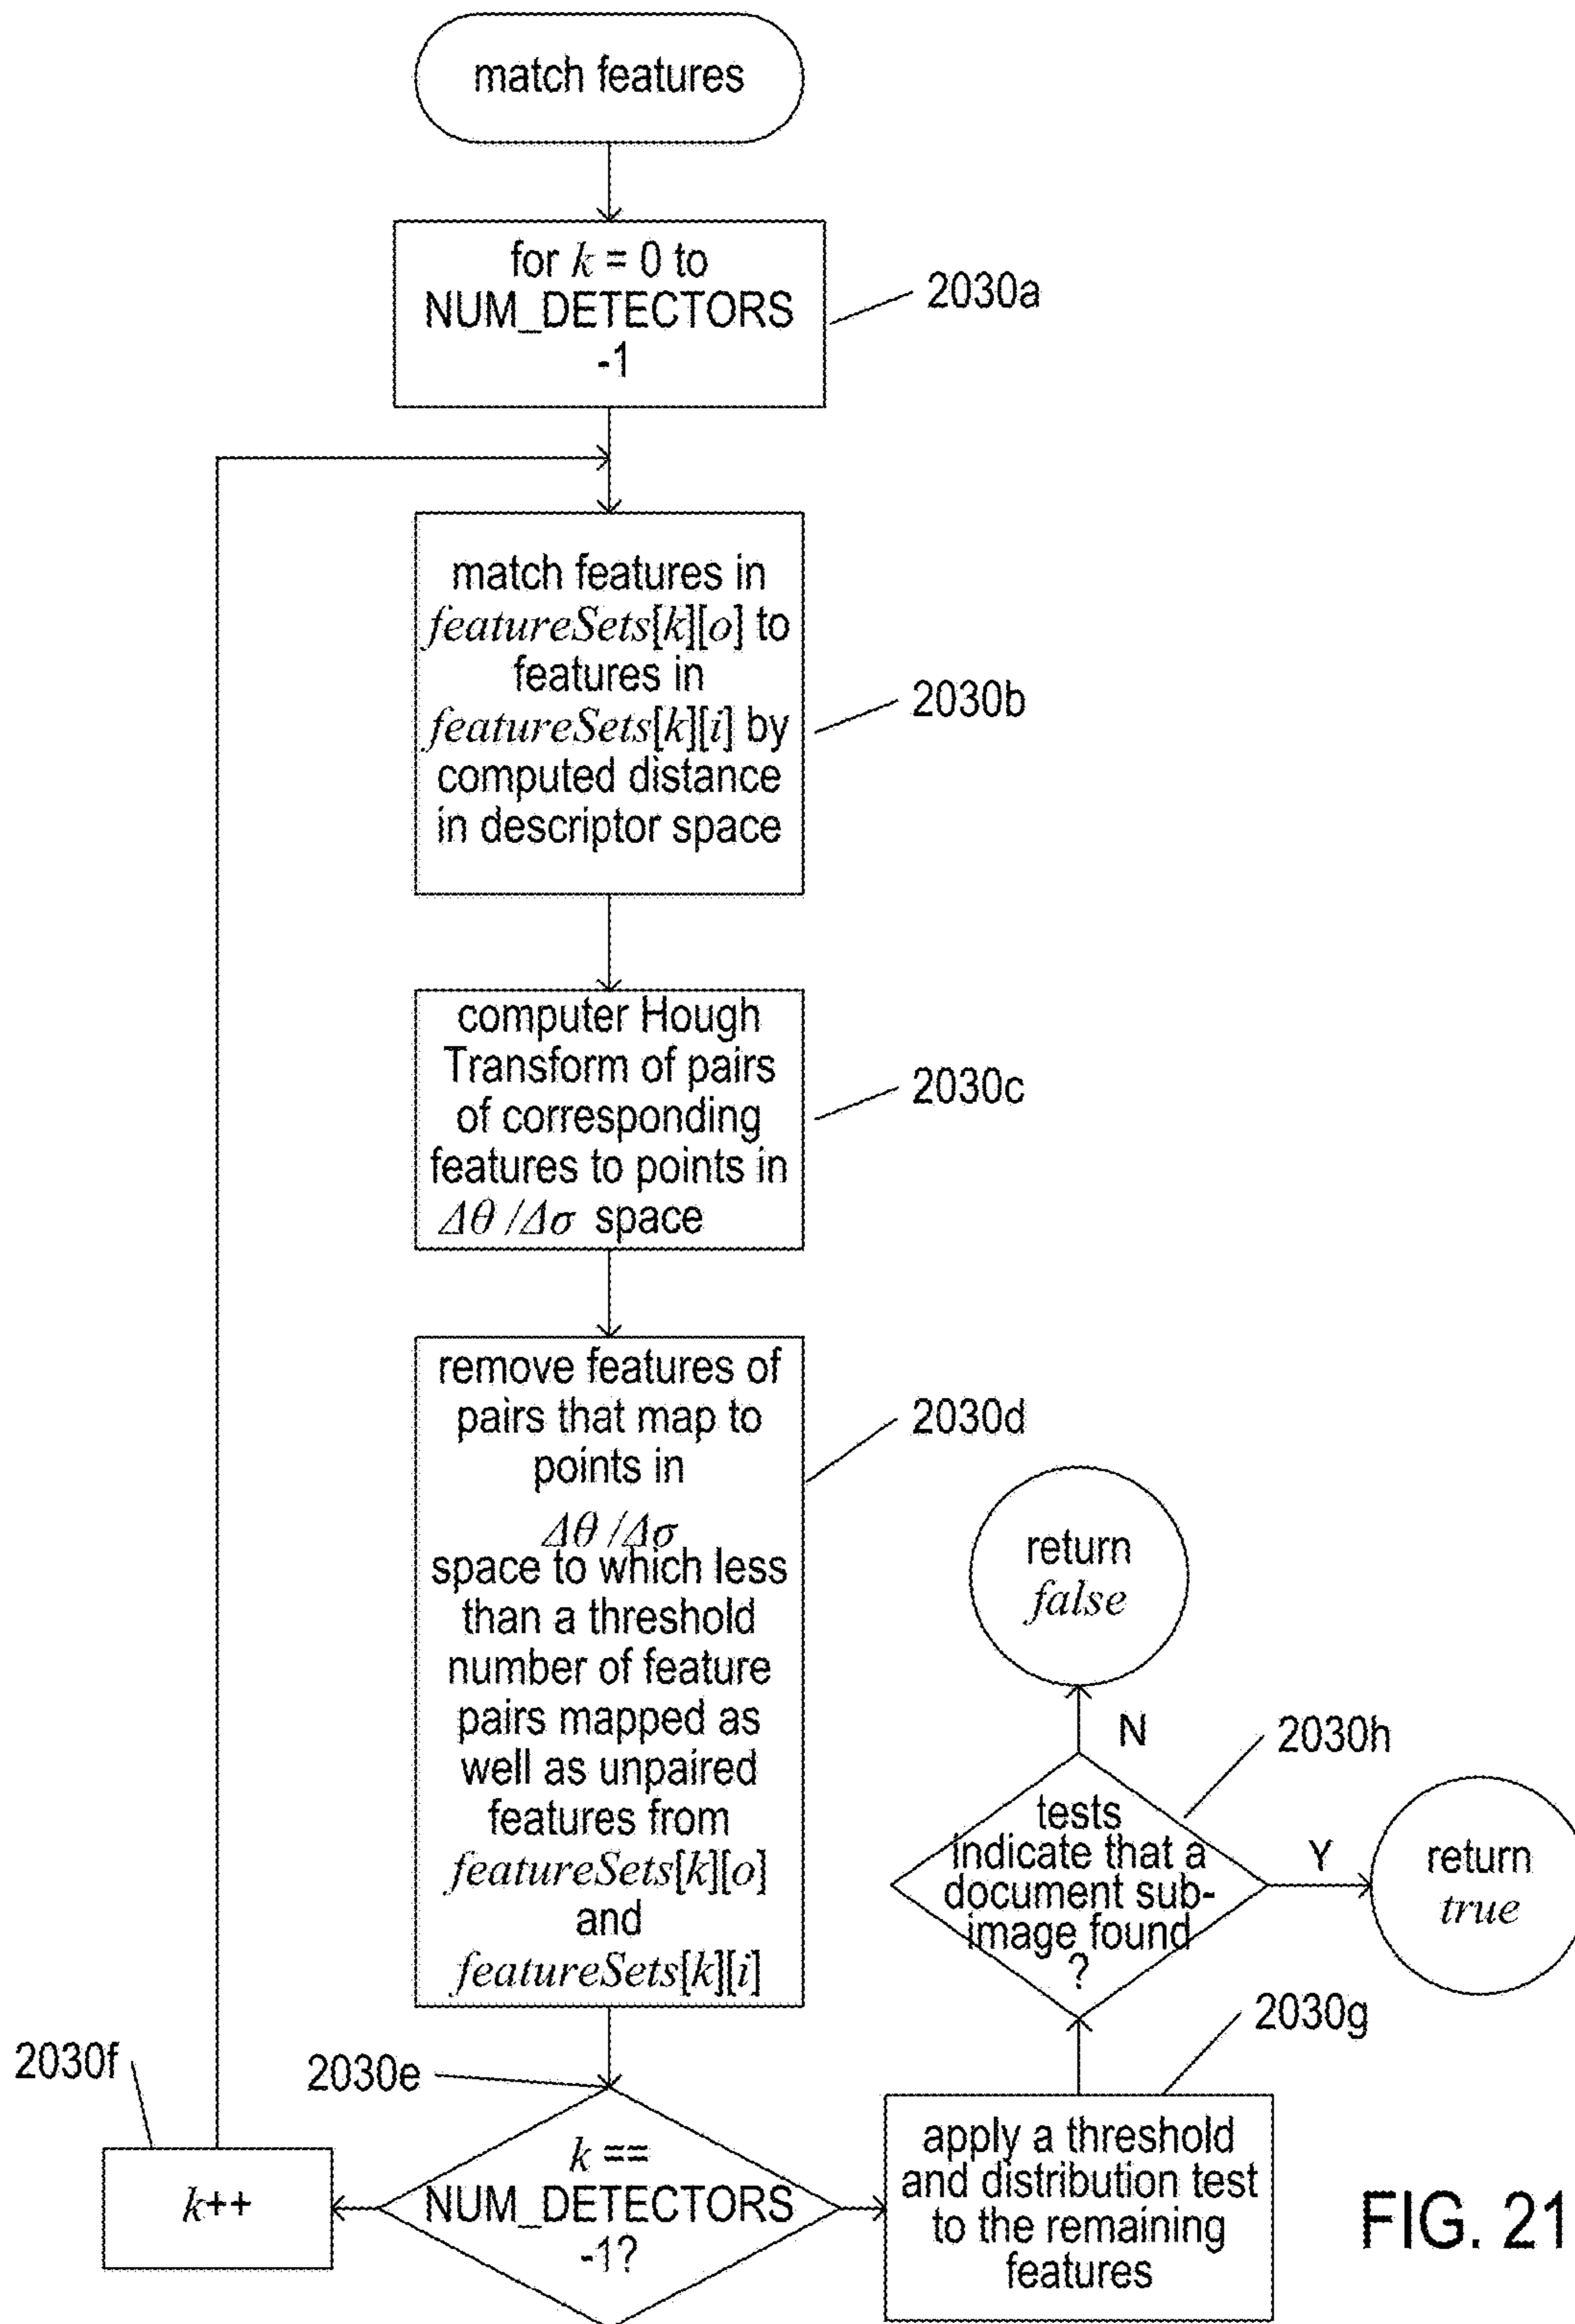 match features
for k = 0 to
NUM_DETECTORS
-1
2030a
match features in
featureSets[k][o] to
features in
featureSets[k][i] by
computed distance
in descriptor space
2030b
computer Hough
Transform of pairs
of corresponding
features to points in
Δθ /Δσ space
2030c
remove features of
pairs that map to
points in
Δθ /Δσ
space to which less
than a threshold
number of feature
pairs mapped as
well as unpaired
features from
featureSets[k][o]
and
featureSets[k][i]
2030d
2030e
k ==
NUM_DETECTORS
-1?
2030f
k++
apply a threshold
and distribution test
to the remaining
features
2030g
tests
indicate that a
document sub-
image found
?
2030h
N
return
false
Y
return
true
FIG. 21